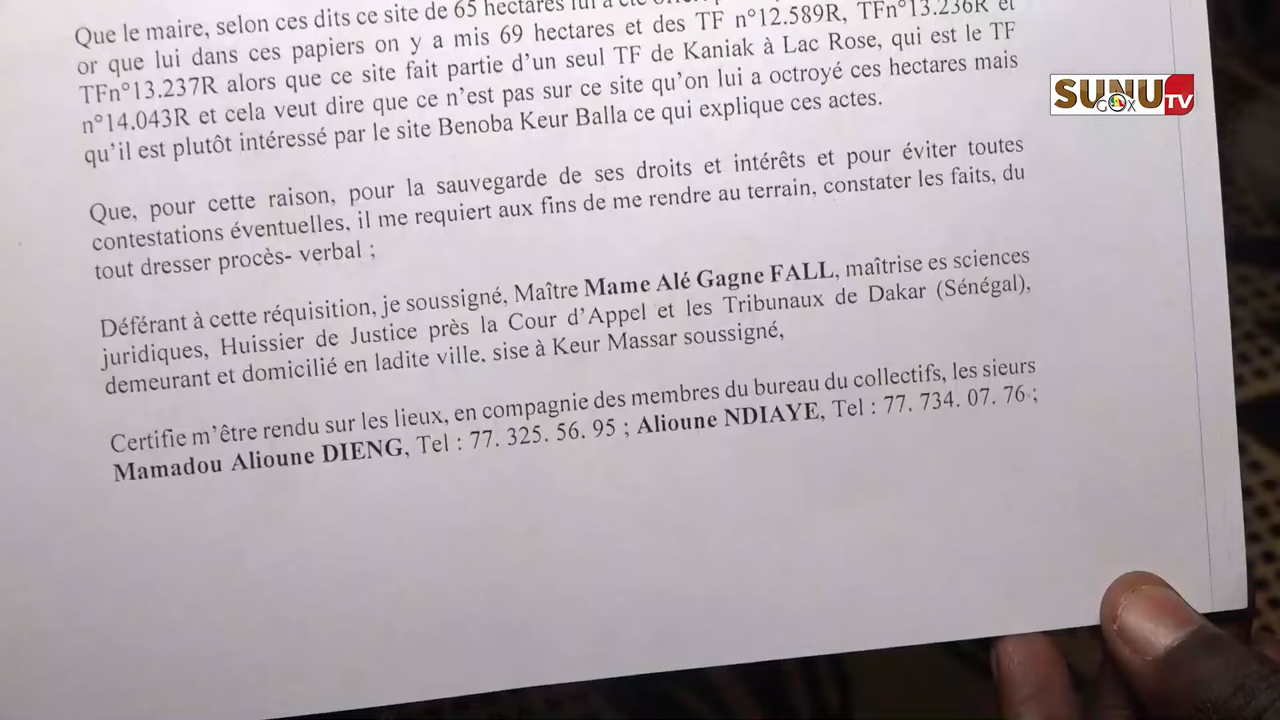 Que le maire, selon ces dits ce site de 65 hectares lui a été
or que lui dans ces papiers on y a mis 69 hectares et des TF n°12.589R, TFn°13.236R et
TFn°13.237R alors que ce site fait partie d’un seul TF de Kaniak à Lac Rose, qui est le TF
n°14.043R et cela veut dire que ce n’est pas sur ce site qu’on lui a octroyé ces hectares mais
qu’il est plutôt intéressé par le site Benoba Keur Balla ce qui explique ces actes.
Que, pour cette raison, pour la sauvegarde de ses droits et intérêts et pour éviter toutes
contestations éventuelles, il me requiert aux fins de me rendre au terrain, constater les faits, du
tout dresser procès- verbal ;
Déférant à cette réquisition, je soussigné, Maître Mame Alé Gagne FALL, maîtrise es sciences
juridiques, Huissier de Justice près la Cour d’Appel et les Tribunaux de Dakar (Sénégal),
demeurant et domicilié en ladite ville. sise à Keur Massar soussigné,
Certifie m’être rendu sur les lieux, en compagnie des membres du bureau du collectifs, les sieurs
Mamadou Alioune DIENG, Tel : 77. 325. 56. 95 ; Alioune NDIAYE, Tel : 77. 734. 07. 76 ;
SUNU
GOX
TV